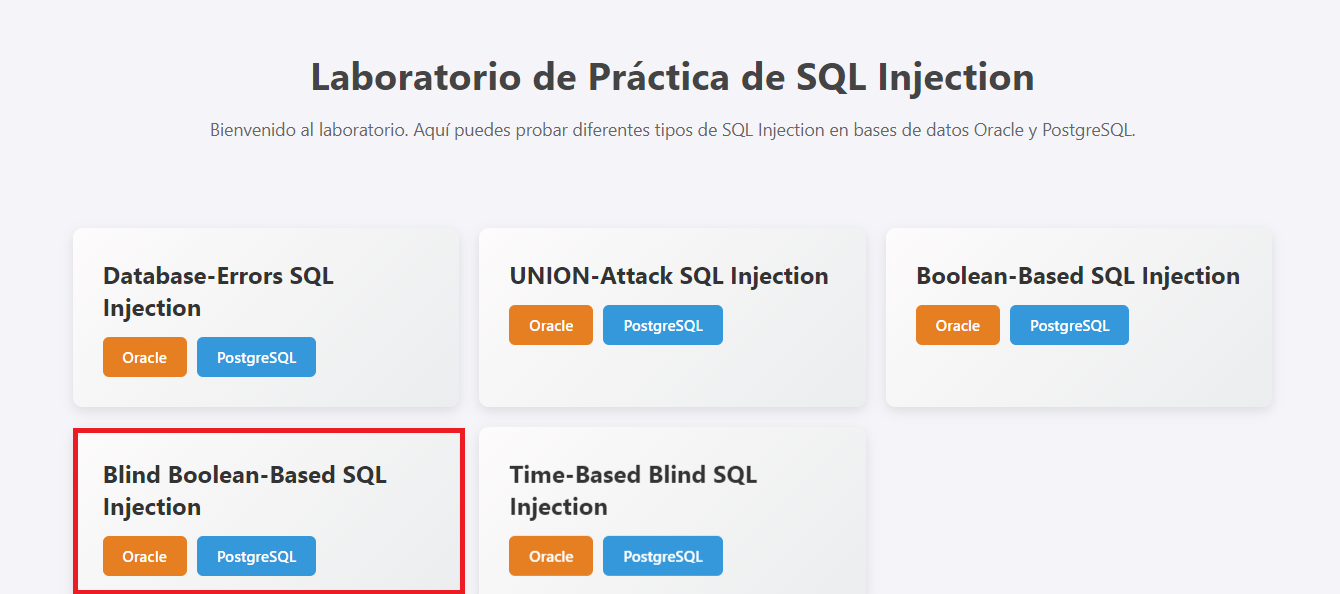 Laboratorio de Práctica de SQL Injection
Bienvenido al laboratorio. Aquí puedes probar diferentes tipos de SQL Injection en bases de datos Oracle y PostgreSQL.
Database-Errors SQL
Injection
Oracle
PostgreSQL
UNION-Attack SQL Injection
Oracle
PostgreSQL
Boolean-Based SQL Injection
Oracle
PostgreSQL
Blind Boolean-Based SQL
Injection
Oracle
PostgreSQL
Time-Based Blind SQL
Injection
Oracle
PostgreSQL